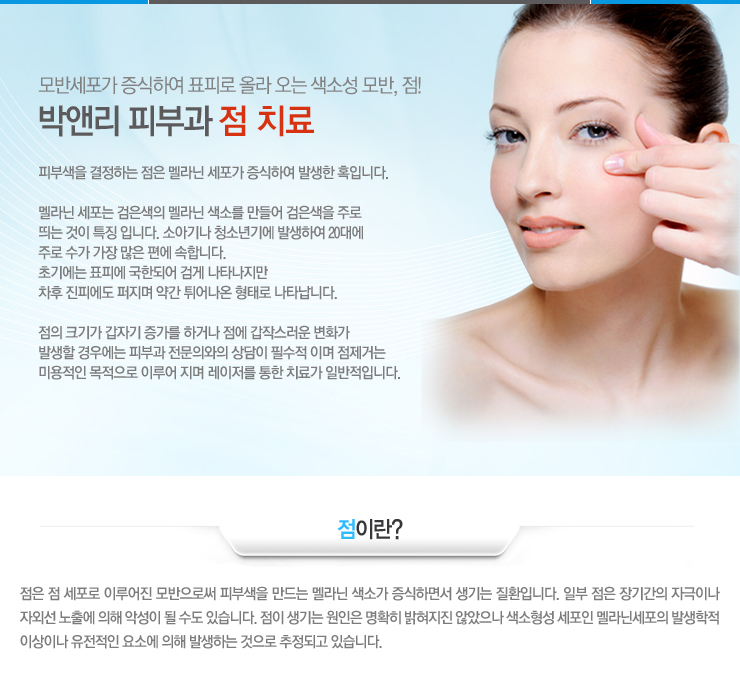 모반세포가 증식하여 표피로 올라 오는 색소성 모반, 점!
박앤리 피부과 점 치료
피부색을 결정하는 점은 멜라닌 세포가 증식하여 발생한 혹입니다.
멜라닌 세포는 검은색의 멜라닌 색소를 만들어 검은색을 주로
띄는 것이 특징 입니다. 소아기나 청소년기에 발생하여 20대에
주로 수가 가장 많은 편에 속합니다.
초기에는 표피에 국한되어 검게 나타나지만
차후 진피에도 퍼지며 약간 튀어나온 형태로 나타납니다.
점의 크기가 갑자기 증가를 하거나 점에 갑작스러운 변화가
발생할 경우에는 피부과 전문의와의 상담이 필수적 이며 점제거는
미용적인 목적으로 이루어 지며 레이저를 통한 치료가 일반적입니다.
점이란?
점은 점 세포로 이루어진 모반으로써 피부색을 만드는 멜라닌 색소가 증식하면서 생기는 질환입니다. 일부 점은 장기간의 자극이나
자외선 노출에 의해 악성이 될 수도 있습니다. 점이 생기는 원인은 명확히 밝혀지진 않았으나 색소형성 세포인 멜라닌세포의 발생학적
이상이나 유전적인 요소에 의해 발생하는 것으로 추정되고 있습니다.